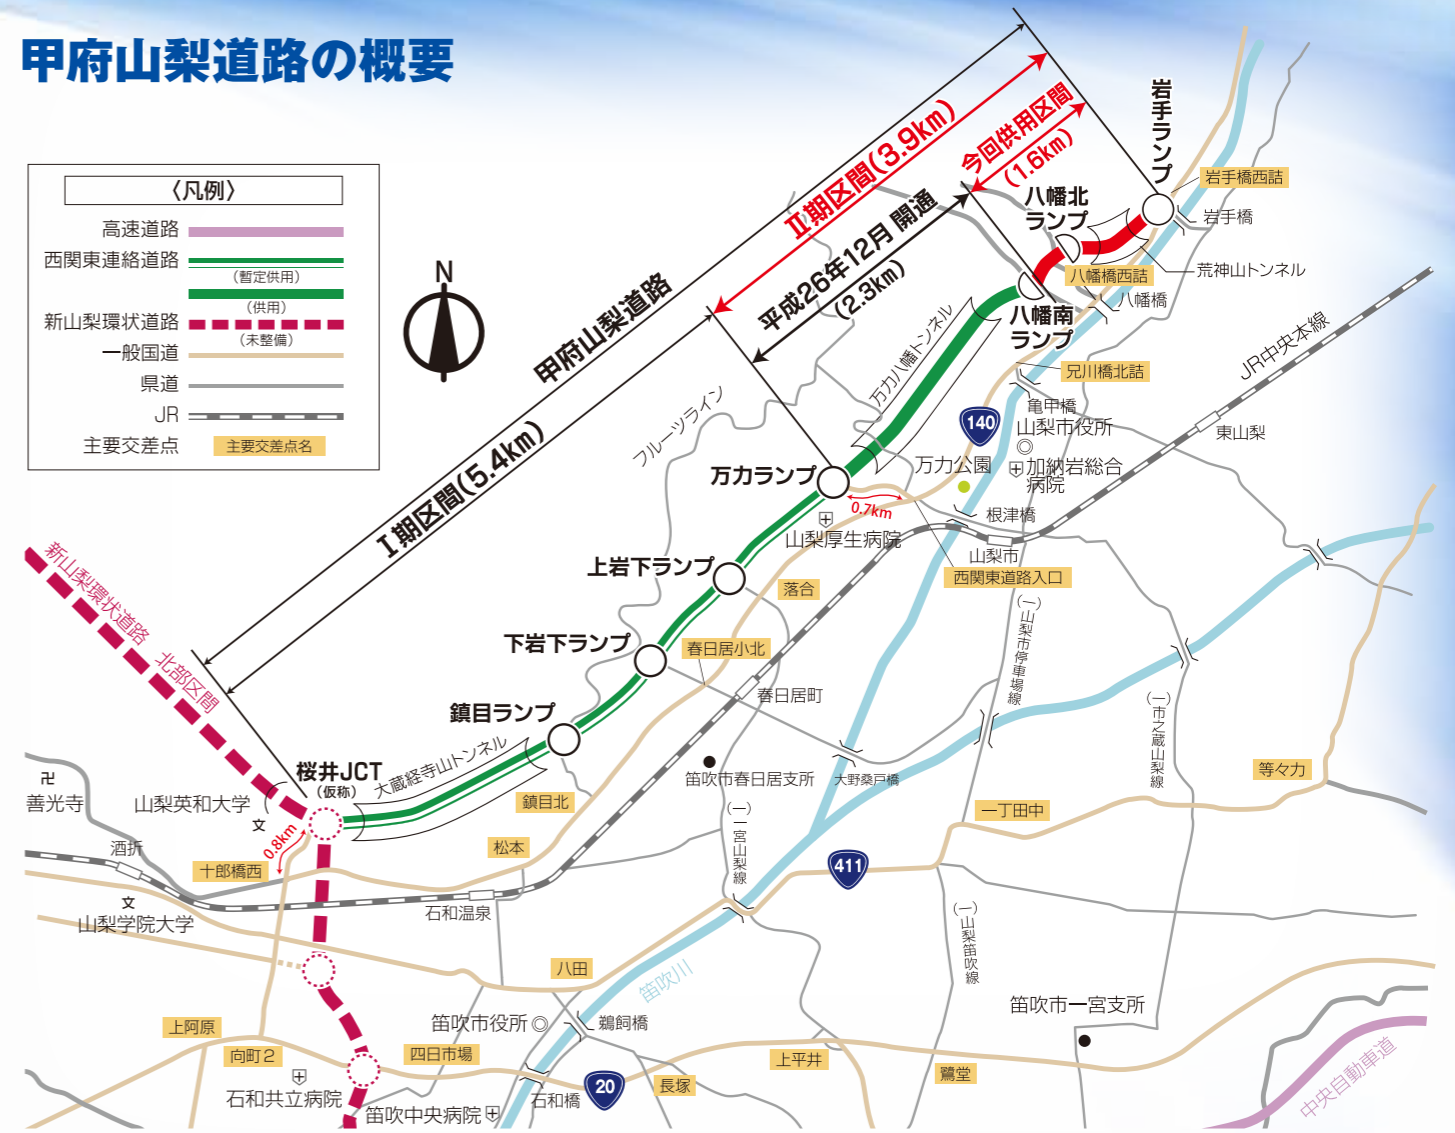 甲府山梨道路の概要
〈凡例〉
高速道路
西関東連絡道路
(暫定供用)
(供用)
新山梨環状道路
(未整備)
一般国道
県道
JR
主要交差点
主要交差点名
N
甲府山梨道路
Ⅰ期区間(5.4km)
Ⅱ期区間(3.9km)
平成26年12月 開通
(2.3km)
今回供用区間
(1.6km)
岩手ランプ
岩手橋西詰
岩手橋
八幡北
ランプ
荒神山トンネル
八幡橋西詰
八幡橋
八幡南
ランプ
万力八幡トンネル
兄川橋北詰
JR中央本線
亀甲橋
140
山梨市役所
東山梨
フルーツライン
万力公園
加納岩総合
病院
万力ランプ
0.7km
根津橋
山梨厚生病院
山梨市
上岩下ランプ
西関東道路入口
落合
(一)山梨市停車場線
新山梨環状道路 北部区間
下岩下ランプ
春日居小北
春日居町
(一)市之蔵山梨線
鎮目ランプ
大蔵経寺山トンネル
桜井JCT
(仮称)
卍
善光寺
山梨英和大学
文
笛吹市春日居支所
大野桑戸橋
等々力
鎮目北
(一)一宮山梨線
一丁田中
0.8km
酒折
松本
十郎橋西
411
文
山梨学院大学
石和温泉
(一)山梨笛吹線
八田
笛吹川
笛吹市一宮支所
上阿原
笛吹市役所
鵜飼橋
向町2
四日市場
上平井
石和共立病院
20
長塚
鷺堂
石和橋
笛吹中央病院
中央自動車道